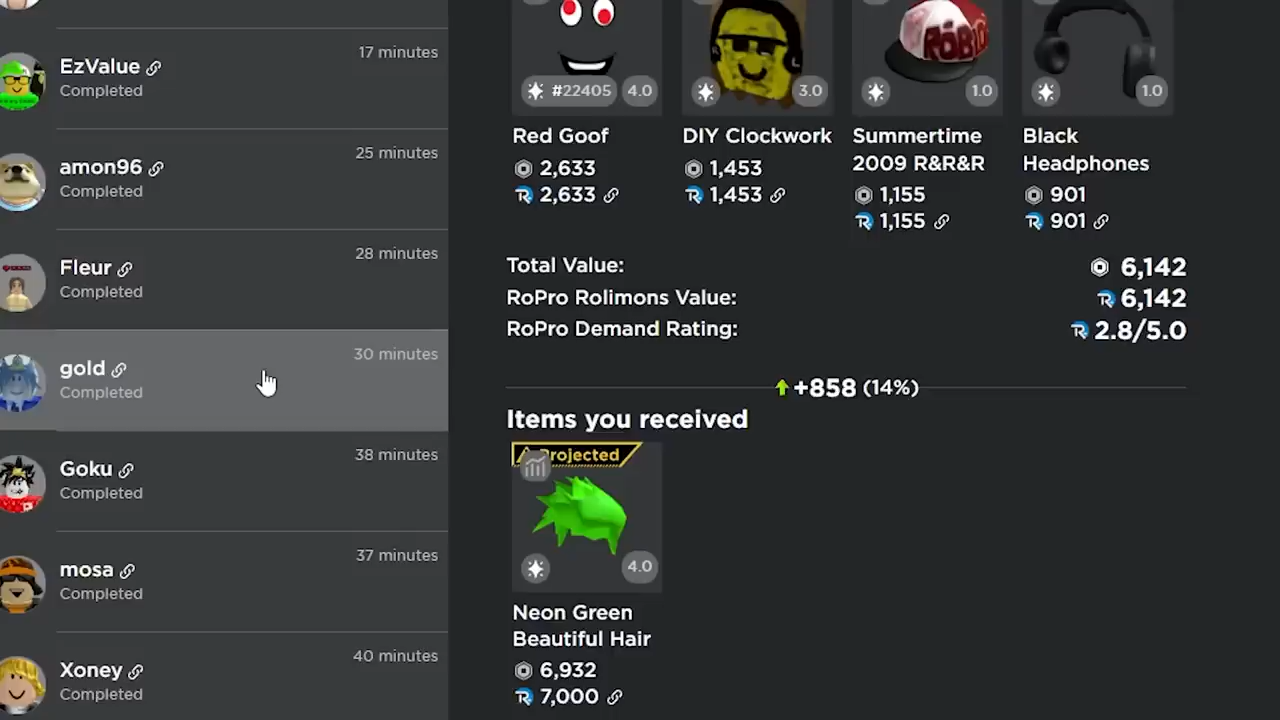 17 minutes
EzValue
Completed
25 minutes
amon96
Completed
28 minutes
Fleur
Completed
30 minutes
gold
Completed
38 minutes
Goku
Completed
37 minutes
mosa
Completed
40 minutes
Xoney
Completed
#22405 4.0
3.0
1.0
1.0
Red Goof
2,633
2,633
DIY Clockwork
1,453
1,453
Summertime
2009 R&R&R
1,155
1,155
Black
Headphones
901
901
Total Value: 6,142
RoPro Rolimons Value: 6,142
RoPro Demand Rating: 2.8/5.0
+858 (14%)
Items you received
Projected
4.0
Neon Green
Beautiful Hair
6,932
7,000